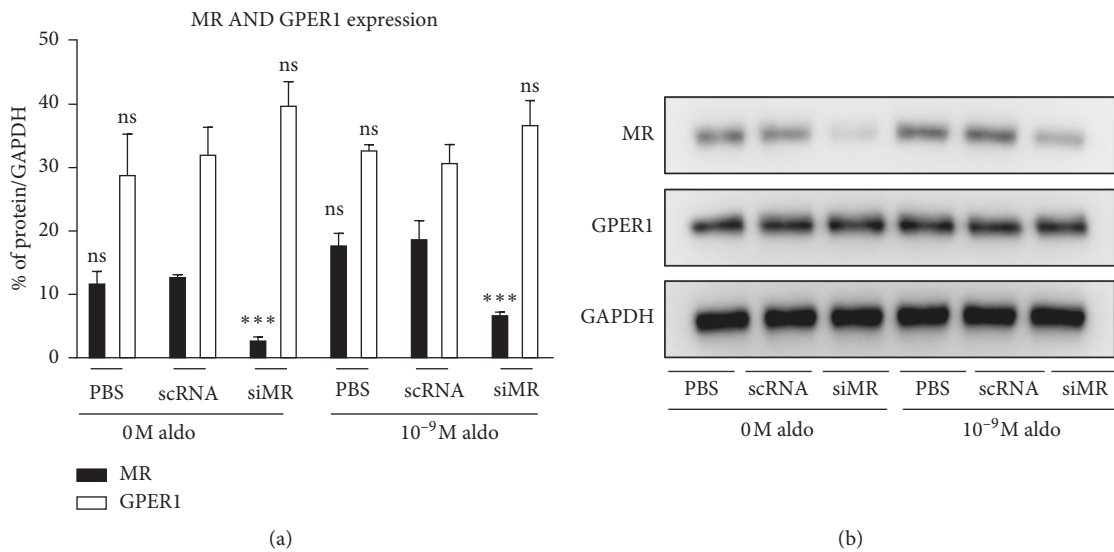 MR AND GPER1 expression
% of protein/GAPDH
50
40
30
20
10
0
ns
ns
***
ns
ns
ns
***
ns
PBS scRNA siMR PBS scRNA siMR
0 M aldo 10⁻⁹ M aldo
MR
GPER1
(a)
MR
GPER1
GAPDH
PBS scRNA siMR PBS scRNA siMR
0 M aldo 10⁻⁹ M aldo
(b)